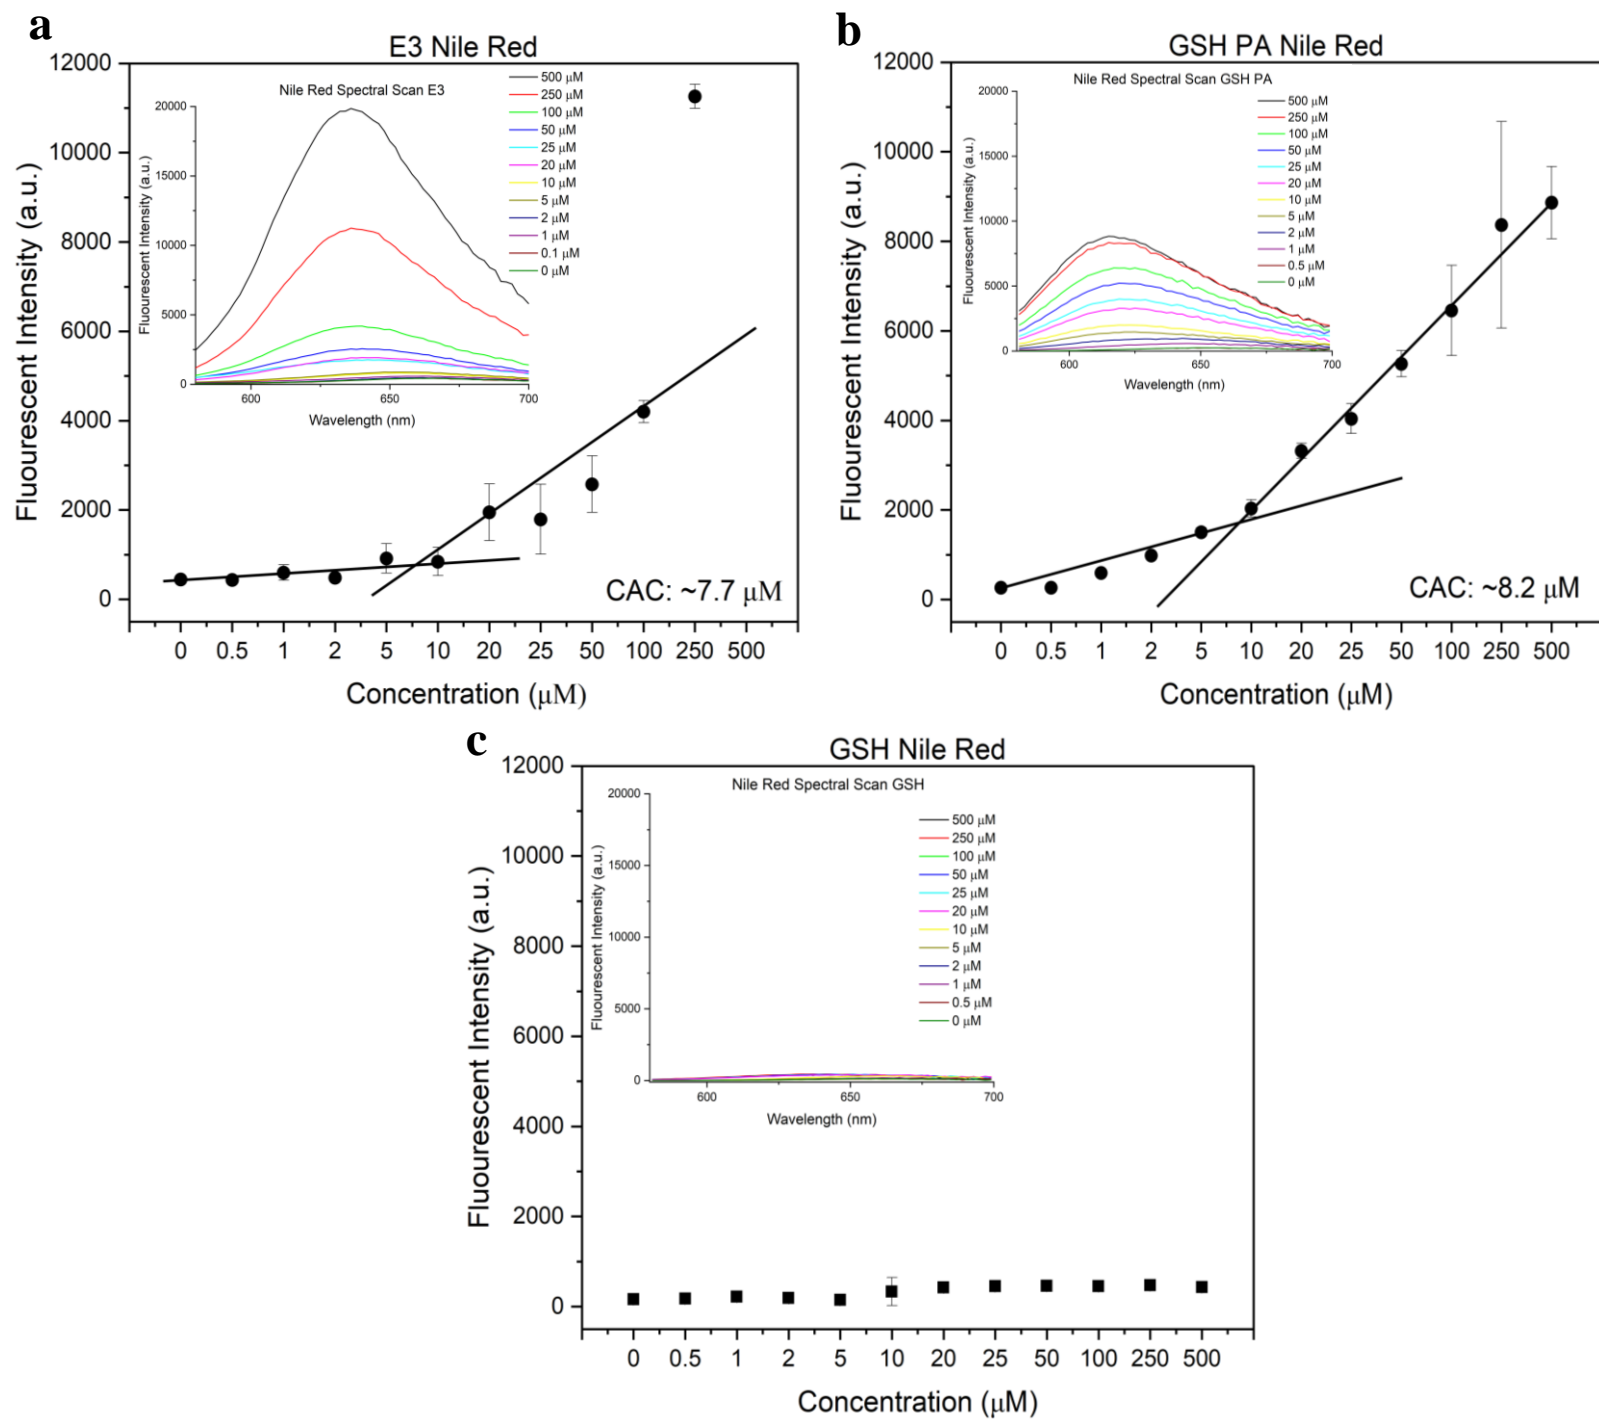 a
E3 Nile Red
12000
10000
8000
6000
4000
2000
0
Fluourescent Intensity (a.u.)
Nile Red Spectral Scan E3
20000
15000
10000
5000
0
Fluourescent Intensity (a.u.)
600
650
700
Wavelength (nm)
500 μM
250 μM
100 μM
50 μM
25 μM
20 μM
10 μM
5 μM
2 μM
1 μM
0.1 μM
0 μM
CAC: ~7.7 μM
0 0.5 1 2 5 10 20 25 50 100 250 500
Concentration (μM)
b
GSH PA Nile Red
12000
10000
8000
6000
4000
2000
0
Fluourescent Intensity (a.u.)
Nile Red Spectral Scan GSH PA
20000
15000
10000
5000
0
Fluourescent Intensity (a.u.)
600
650
700
Wavelength (nm)
500 μM
250 μM
100 μM
50 μM
25 μM
20 μM
10 μM
5 μM
2 μM
1 μM
0.5 μM
0 μM
CAC: ~8.2 μM
0 0.5 1 2 5 10 20 25 50 100 250 500
Concentration (μM)
c
GSH Nile Red
12000
10000
8000
6000
4000
2000
0
Fluourescent Intensity (a.u.)
Nile Red Spectral Scan GSH
20000
15000
10000
5000
0
Fluourescent Intensity (a.u.)
600
650
700
Wavelength (nm)
500 μM
250 μM
100 μM
50 μM
25 μM
20 μM
10 μM
5 μM
2 μM
1 μM
0.5 μM
0 μM
0 0.5 1 2 5 10 20 25 50 100 250 500
Concentration (μM)